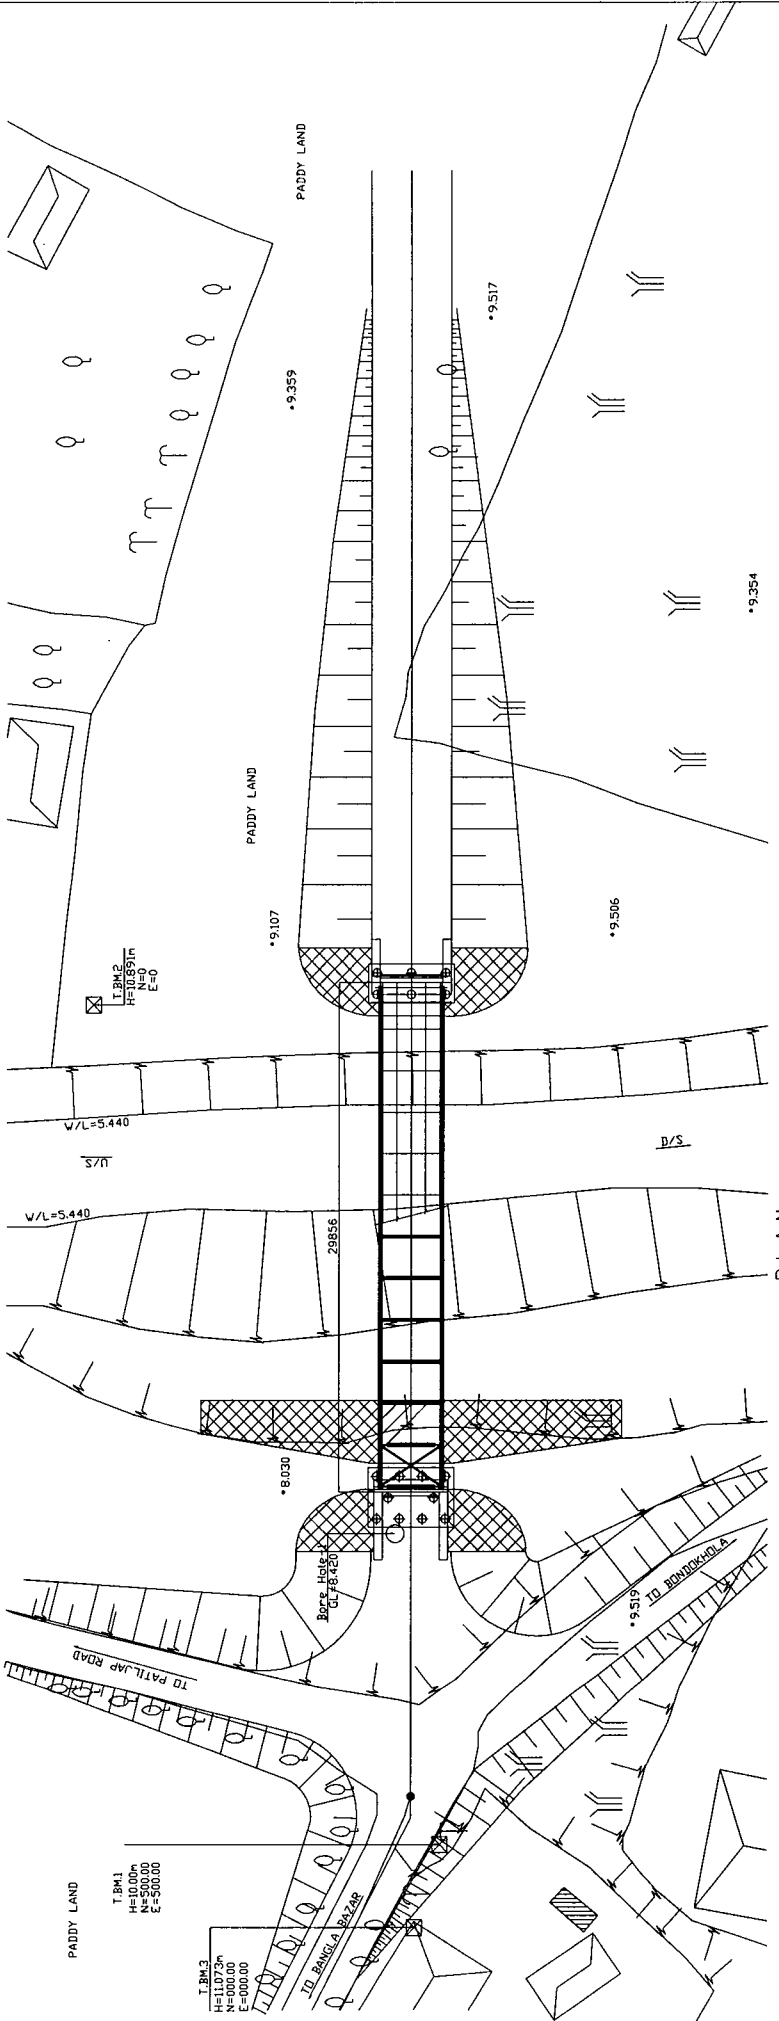 PADDY LAND
•9.517
•9.359
•9.354
PADDY LAND
•9.506
•9.107
T.BM.2
H=10.891m
N=0
E=0
W/L=5.440
U/S
D/S
W/L=5.440
29856
PLAN
•8.030
Bore Hole-1
GL=8.420
•9.519
TO BONDOKHOLA
TO PATILJAP ROAD
T.BM.1
H=10.00m
N=500.00
E=500.00
PADDY LAND
TO BANGLA BAZAR
T.BM.3
H=11.073m
N=000.00
E=000.00